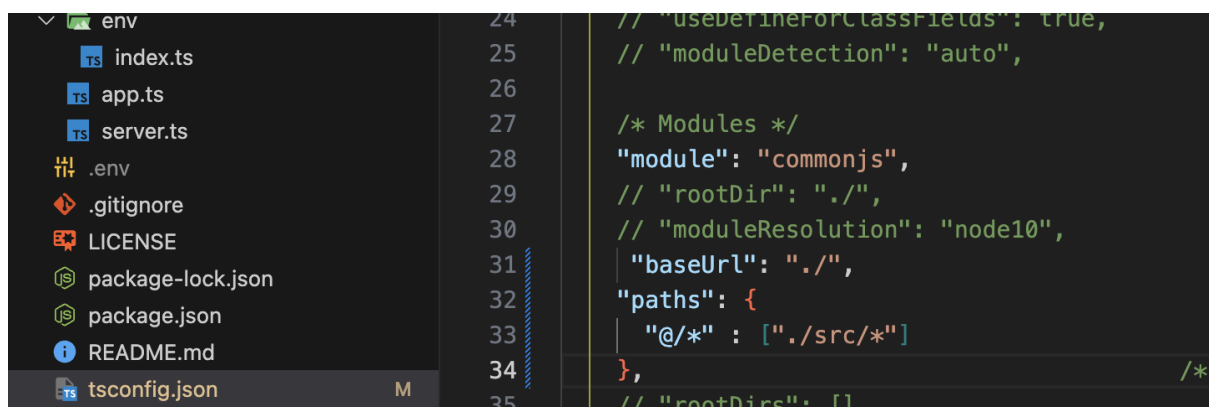 env
index.ts
app.ts
server.ts
.env
.gitignore
LICENSE
package-lock.json
package.json
README.md
tsconfig.json M
24 // "useDefineForClassFields": true,
25 // "moduleDetection": "auto",
26
27 /* Modules */
28 "module": "commonjs",
29 // "rootDir": "./",
30 // "moduleResolution": "node10",
31 "baseUrl": "./",
32 "paths": {
33 "@/*" : ["./src/*"]
34 }, /*
35 // "rootDirs": []